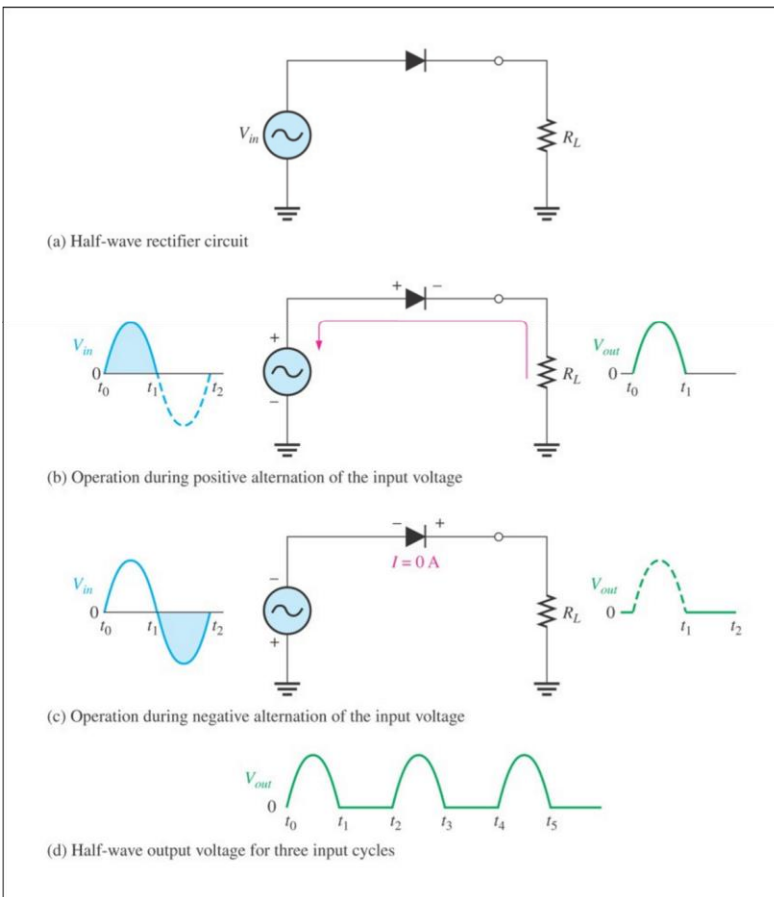 V_in
R_L
(a) Half-wave rectifier circuit
+ −
V_in
0
t_0 t_1 t_2
+
−
R_L
V_out
0
t_0 t_1
(b) Operation during positive alternation of the input voltage
− +
I = 0 A
V_in
0
t_0 t_1 t_2
−
+
R_L
V_out
0
t_1 t_2
(c) Operation during negative alternation of the input voltage
V_out
0
t_0 t_1 t_2 t_3 t_4 t_5
(d) Half-wave output voltage for three input cycles